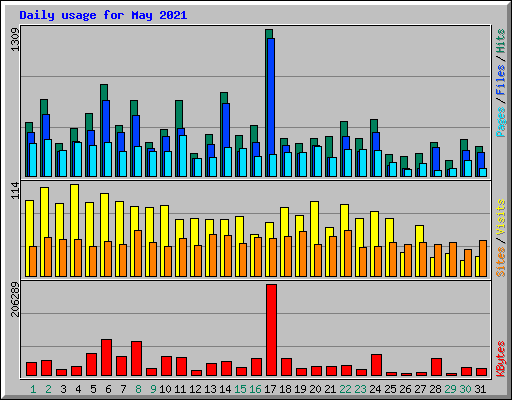 Daily usage for May 2021
1309
Pages / Files / Hits
114
Sites / Visits
206289
KBytes
1 2 3 4 5 6 7 8 9 10 11 12 13 14 15 16 17 18 19 20 21 22 23 24 25 26 27 28 29 30 31